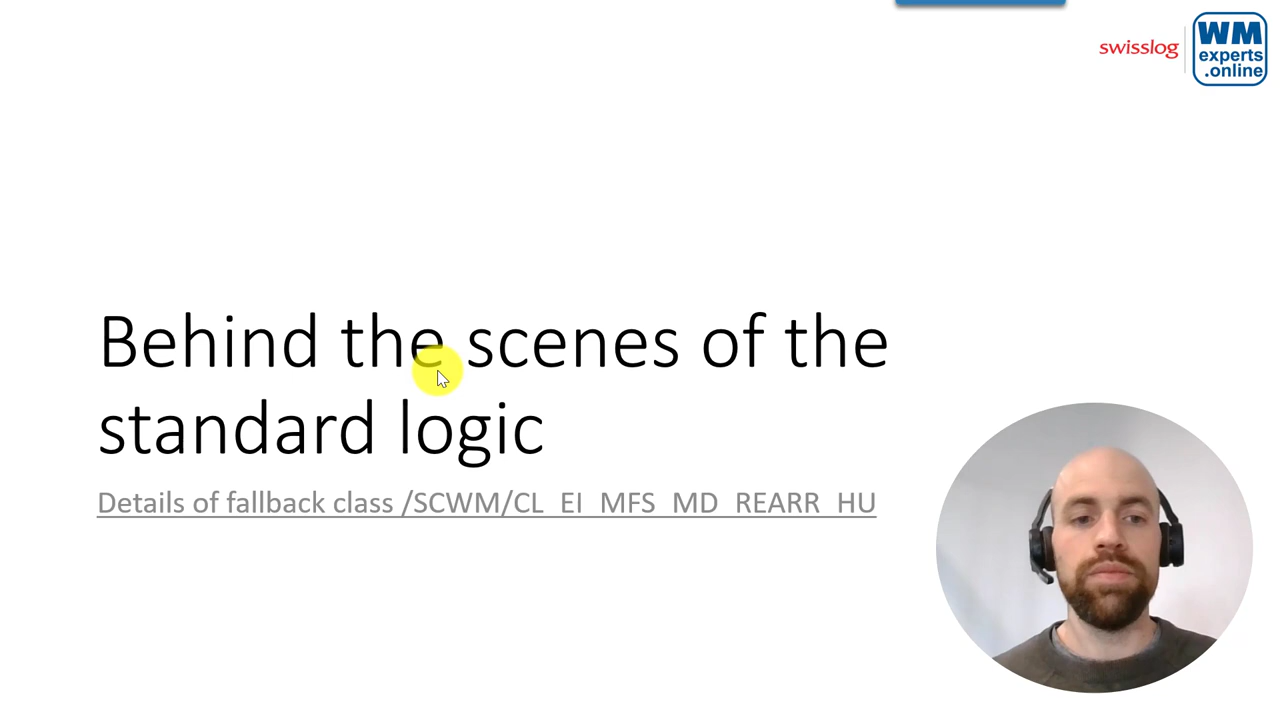 swisslog
WM
experts
.online
Behind the scenes of the
standard logic
Details of fallback class /SCWM/CL_EI_MFS_MD_REARR_HU